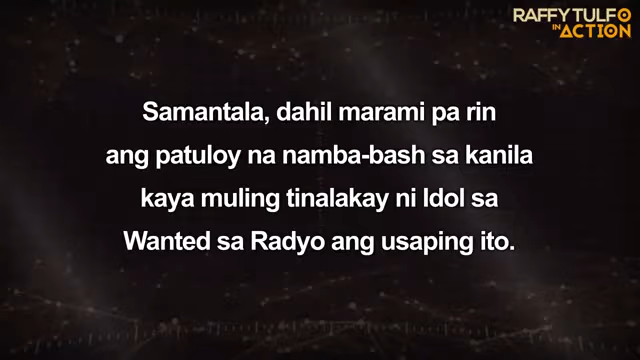 RAFFY TULFO
IN ACTION
Samantala, dahil marami pa rin
ang patuloy na namba-bash sa kanila
kaya muling tinalakay ni Idol sa
Wanted sa Radyo ang usaping ito.